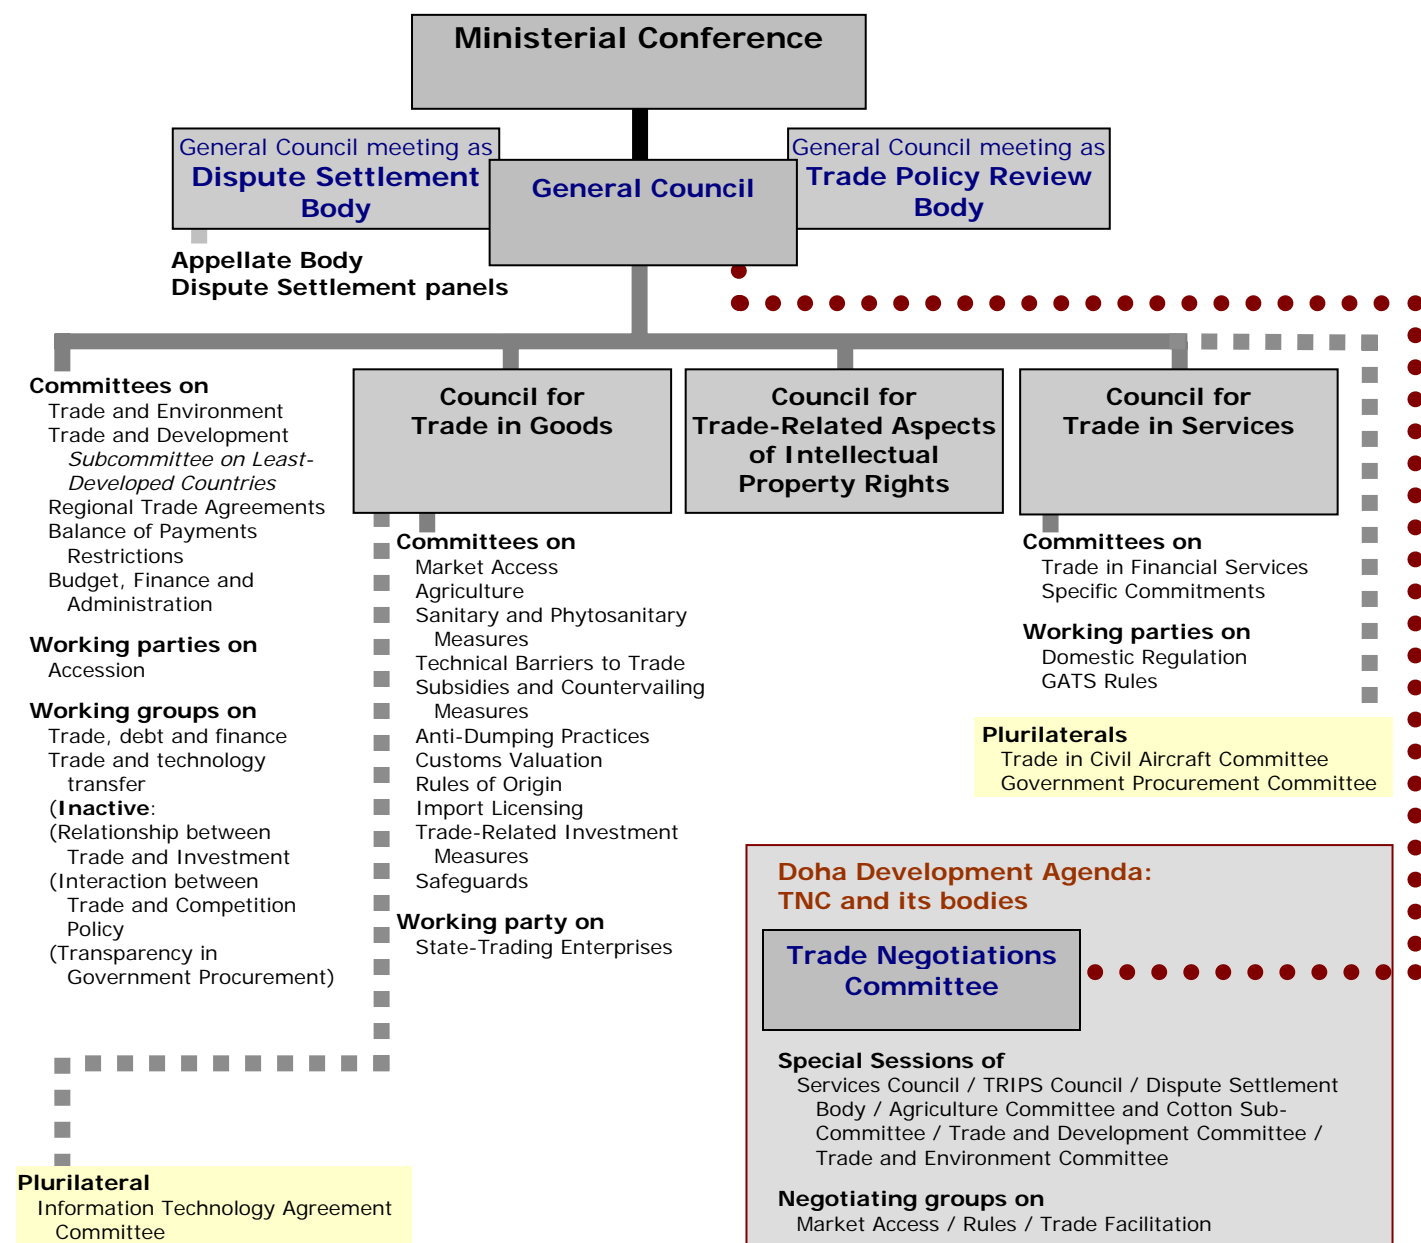 Ministerial Conference
General Council meeting as
Dispute Settlement
Body
General Council
General Council meeting as
Trade Policy Review
Body
Appellate Body
Dispute Settlement panels
Committees on
Trade and Environment
Trade and Development
Subcommittee on Least-
Developed Countries
Regional Trade Agreements
Balance of Payments
Restrictions
Budget, Finance and
Administration
Working parties on
Accession
Working groups on
Trade, debt and finance
Trade and technology
transfer
(Inactive:
(Relationship between
Trade and Investment
(Interaction between
Trade and Competition
Policy
(Transparency in
Government Procurement)
Council for
Trade in Goods
Committees on
Market Access
Agriculture
Sanitary and Phytosanitary
Measures
Technical Barriers to Trade
Subsidies and Countervailing
Measures
Anti-Dumping Practices
Customs Valuation
Rules of Origin
Import Licensing
Trade-Related Investment
Measures
Safeguards
Working party on
State-Trading Enterprises
Plurilateral
Information Technology Agreement
Committee
Council for
Trade-Related Aspects
of Intellectual
Property Rights
Council for
Trade in Services
Committees on
Trade in Financial Services
Specific Commitments
Working parties on
Domestic Regulation
GATS Rules
Plurilaterals
Trade in Civil Aircraft Committee
Government Procurement Committee
Doha Development Agenda:
TNC and its bodies
Trade Negotiations
Committee
Special Sessions of
Services Council / TRIPS Council / Dispute Settlement
Body / Agriculture Committee and Cotton Sub-
Committee / Trade and Development Committee /
Trade and Environment Committee
Negotiating groups on
Market Access / Rules / Trade Facilitation